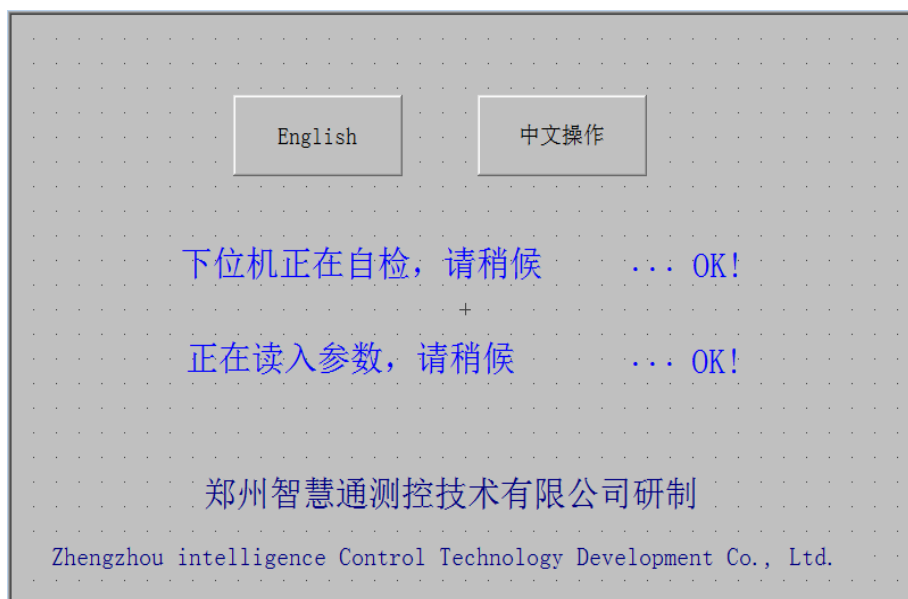 English 中文操作
下位机正在自检，请稍候 ... OK!
正在读入参数，请稍候 ... OK!
郑州智慧通测控技术有限公司研制
Zhengzhou intelligence Control Technology Development Co., Ltd.